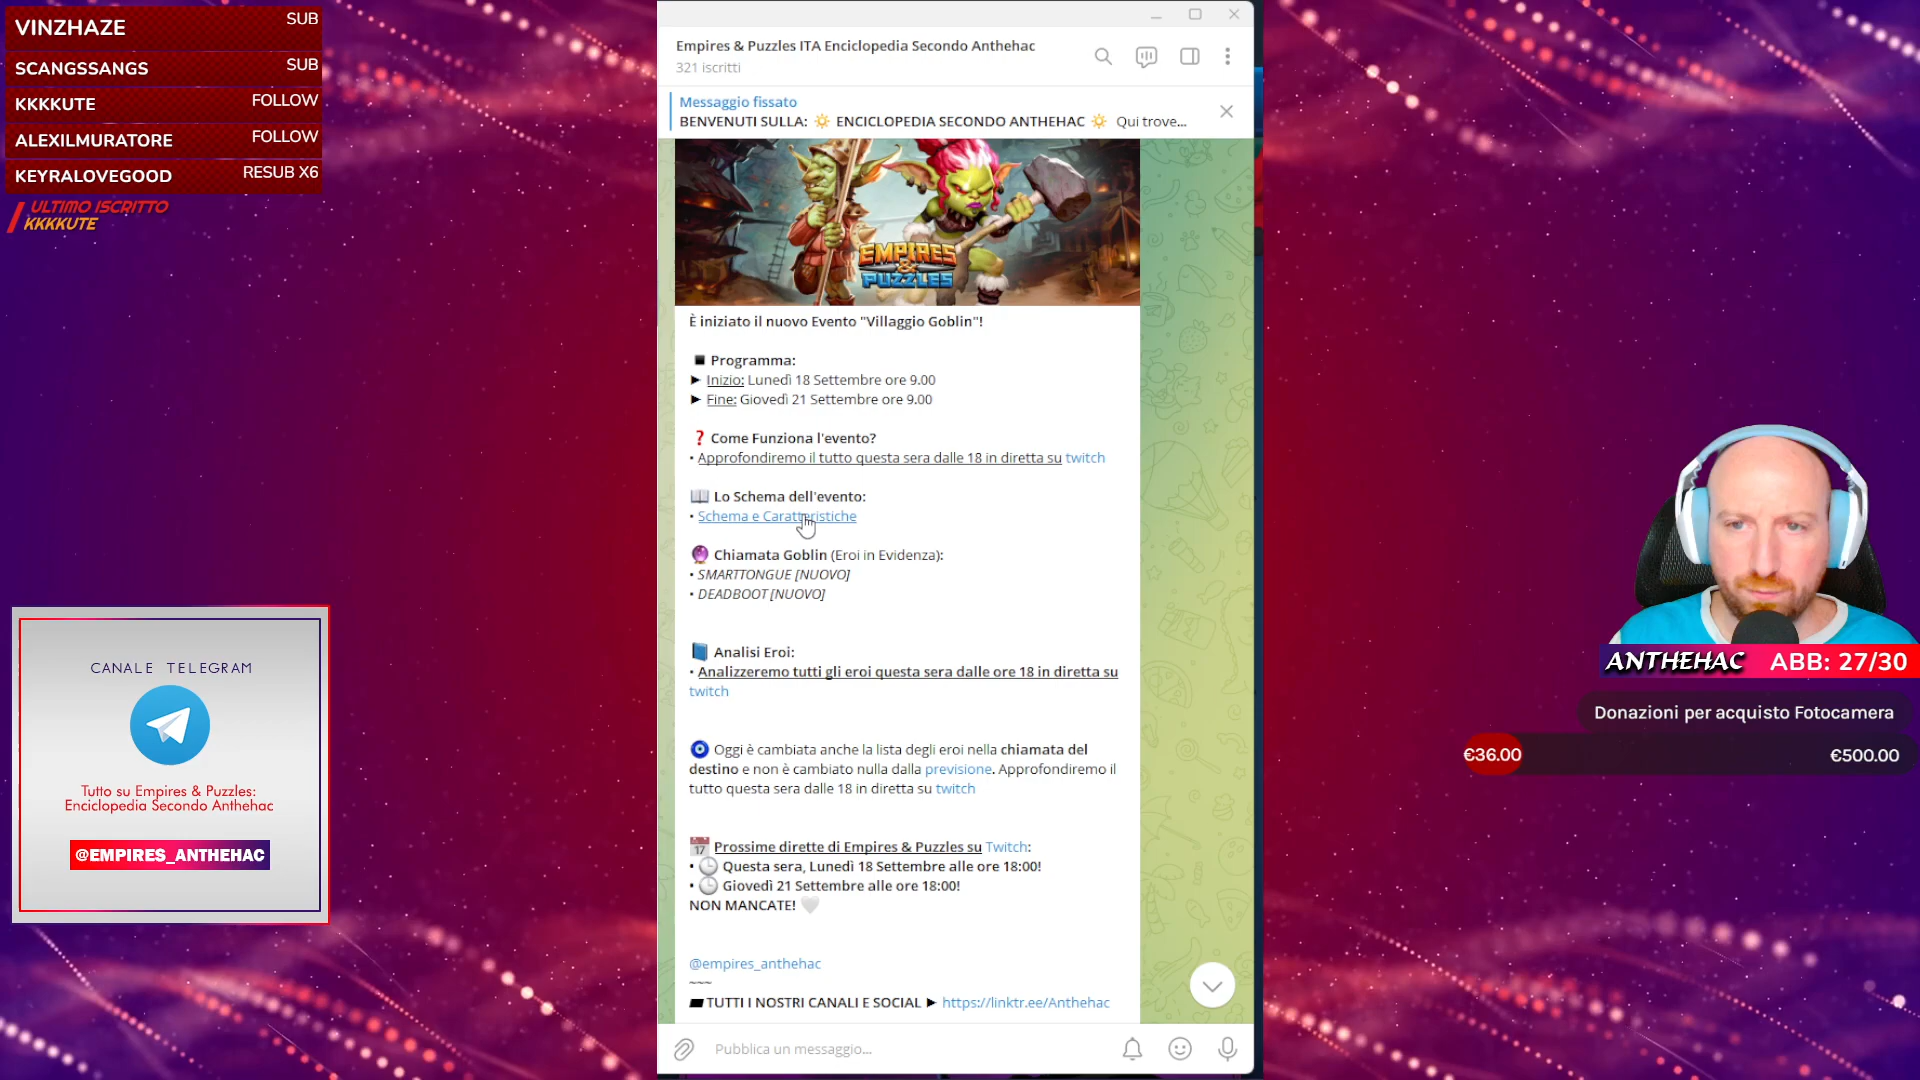 VINZHAZE SUB
SCANGSSANGS SUB
KKKKUTE FOLLOW
ALEXILMURATORE FOLLOW
KEYRALOVEGOOD RESUB X6
ULTIMO ISCRITTO
KKKKUTE
CANALE TELEGRAM
Tutto su Empires & Puzzles:
Enciclopedia Secondo Anthehac
@EMPIRES_ANTHEHAC
Empires & Puzzles ITA Enciclopedia Secondo Anthehac
321 iscritti
Messaggio fissato
BENVENUTI SULLA: ☀️ ENCICLOPEDIA SECONDO ANTHEHAC ☀️ Qui trove...
EMPIRES
&
PUZZLES
È iniziato il nuovo Evento "Villaggio Goblin"!
◾ Programma:
► Inizio: Lunedì 18 Settembre ore 9.00
► Fine: Giovedì 21 Settembre ore 9.00
❓ Come Funziona l'evento?
• Approfondiremo il tutto questa sera dalle 18 in diretta su twitch
📖 Lo Schema dell'evento:
• Schema e Caratteristiche
🔮 Chiamata Goblin (Eroi in Evidenza):
• SMARTTONGUE [NUOVO]
• DEADBOOT [NUOVO]
📘 Analisi Eroi:
• Analizzeremo tutti gli eroi questa sera dalle ore 18 in diretta su
twitch
🧿 Oggi è cambiata anche la lista degli eroi nella chiamata del
destino e non è cambiato nulla dalla previsione. Approfondiremo il
tutto questa sera dalle 18 in diretta su twitch
📅 Prossime dirette di Empires & Puzzles su Twitch:
• 🕒 Questa sera, Lunedì 18 Settembre alle ore 18:00!
• 🕒 Giovedì 21 Settembre alle ore 18:00!
NON MANCATE! 🤍
@empires_anthehac
~~~
▰ TUTTI I NOSTRI CANALI E SOCIAL ► https://linktr.ee/Anthehac
Pubblica un messaggio...
ANTHEHAC ABB: 27/30
Donazioni per acquisto Fotocamera
€36.00 €500.00